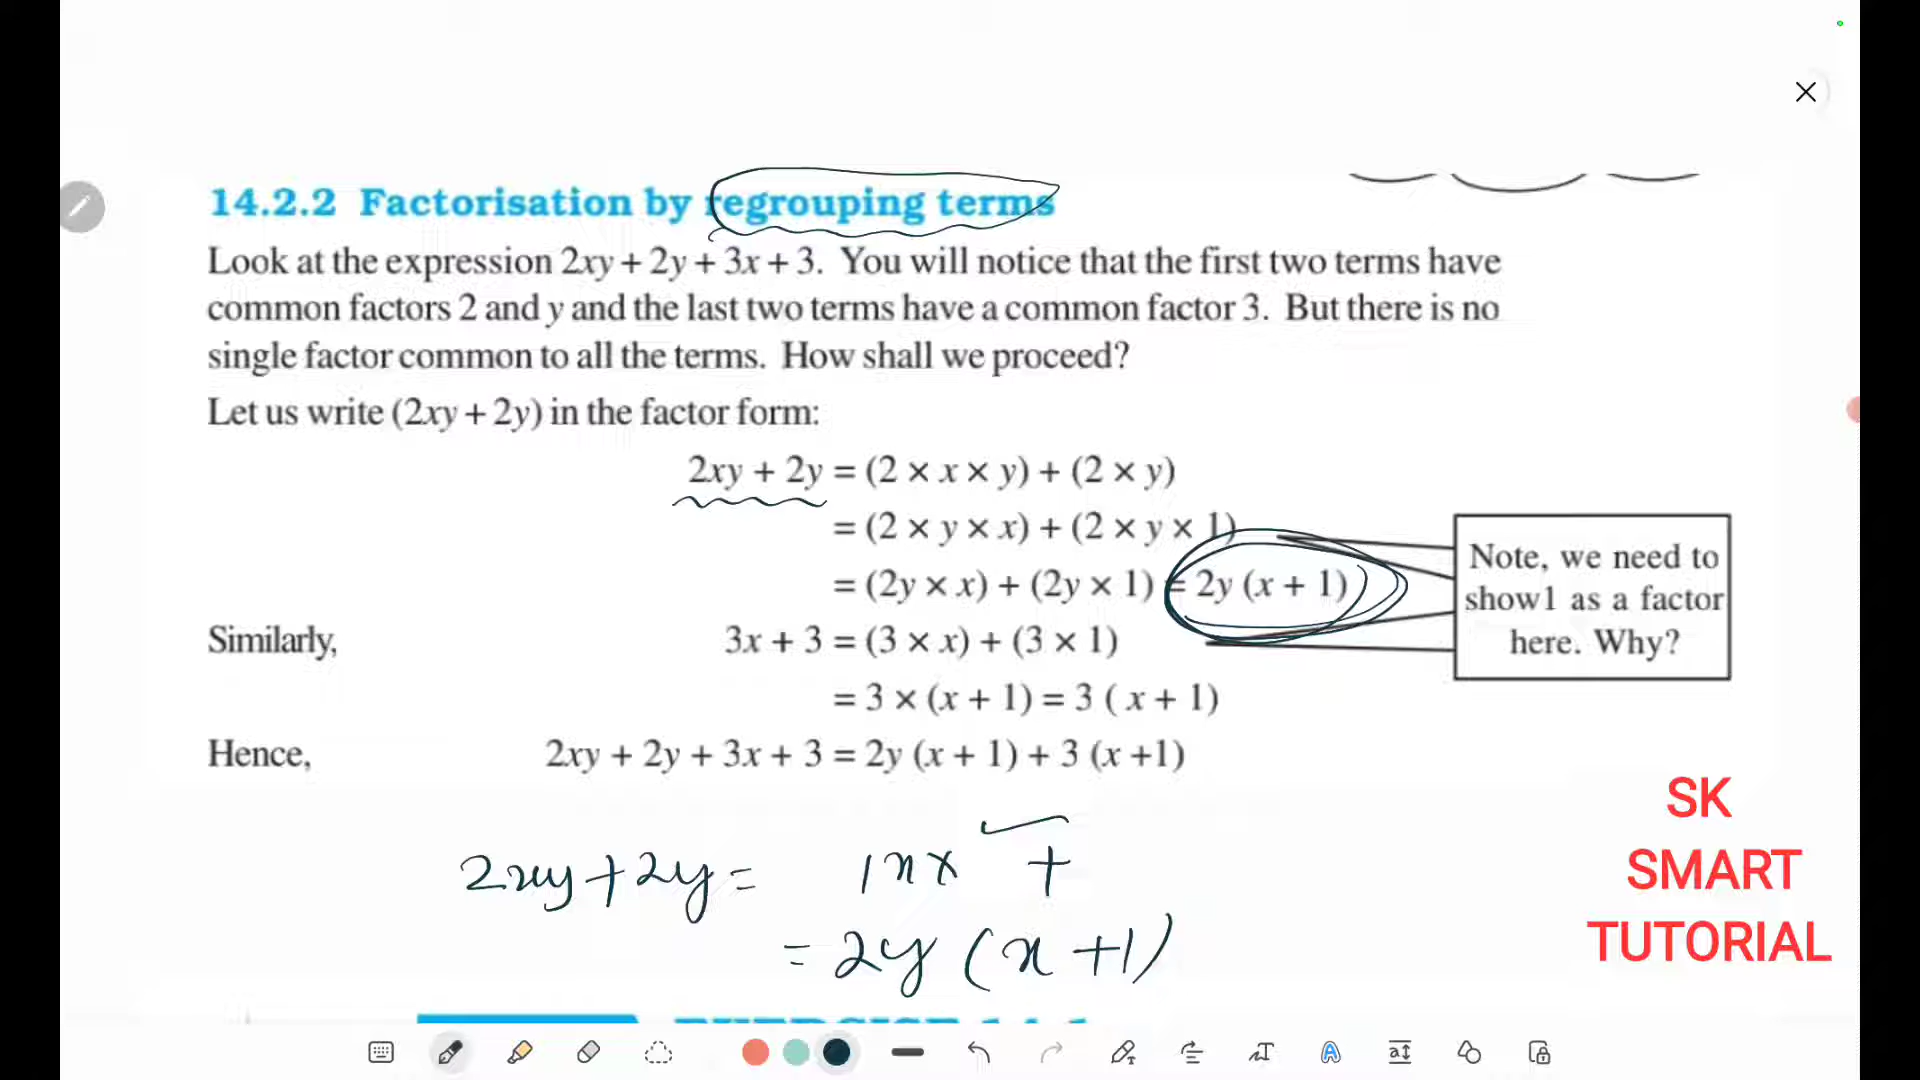 14.2.2 Factorisation by regrouping terms
Look at the expression 2xy + 2y + 3x + 3. You will notice that the first two terms have
common factors 2 and y and the last two terms have a common factor 3. But there is no
single factor common to all the terms. How shall we proceed?
Let us write (2xy + 2y) in the factor form:
2xy + 2y = (2 × x × y) + (2 × y)
= (2 × y × x) + (2 × y × 1)
= (2y × x) + (2y × 1) = 2y (x + 1)
Note, we need to
show1 as a factor
here. Why?
Similarly, 3x + 3 = (3 × x) + (3 × 1)
= 3 × (x + 1) = 3 ( x + 1)
Hence, 2xy + 2y + 3x + 3 = 2y (x + 1) + 3 (x +1)
2xy + 2y = 1 x x +
= 2y (x + 1)
SK
SMART
TUTORIAL